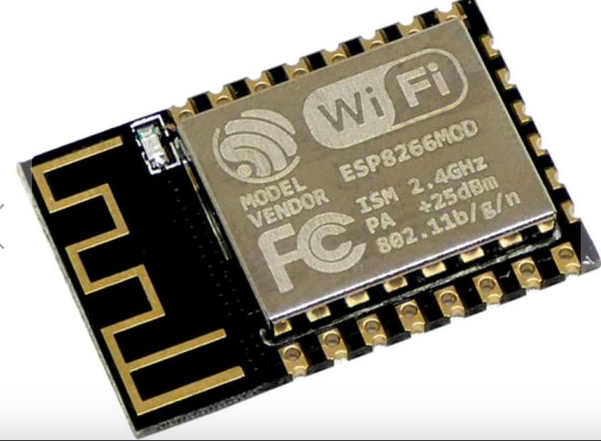 WiFi
ESP8266MOD
MODEL
VENDOR
ISM 2.4GHz
PA +25dBm
802.11b/g/n
FC